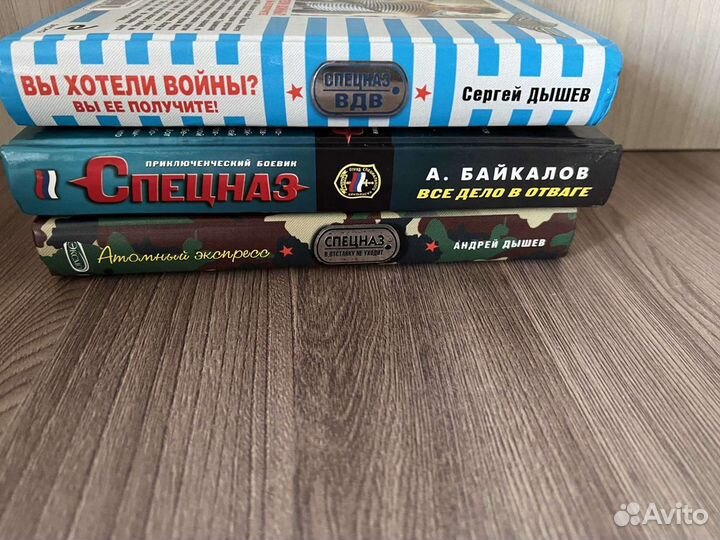 ВЫ ХОТЕЛИ ВОЙНЫ?
ВЫ ЕЕ ПОЛУЧИТЕ!
СПЕЦНАЗ
ВДВ
Сергей ДЫШЕВ
ПРИКЛЮЧЕНЧЕСКИЙ БОЕВИК
СПЕЦНАЗ
А. БАЙКАЛОВ
ВСЕ ДЕЛО В ОТВАГЕ
ЭКСМО
Атомный экспресс
СПЕЦНАЗ
В ОТСТАВКУ НЕ УХОДИТ
АНДРЕЙ ДЫШЕВ
Avito